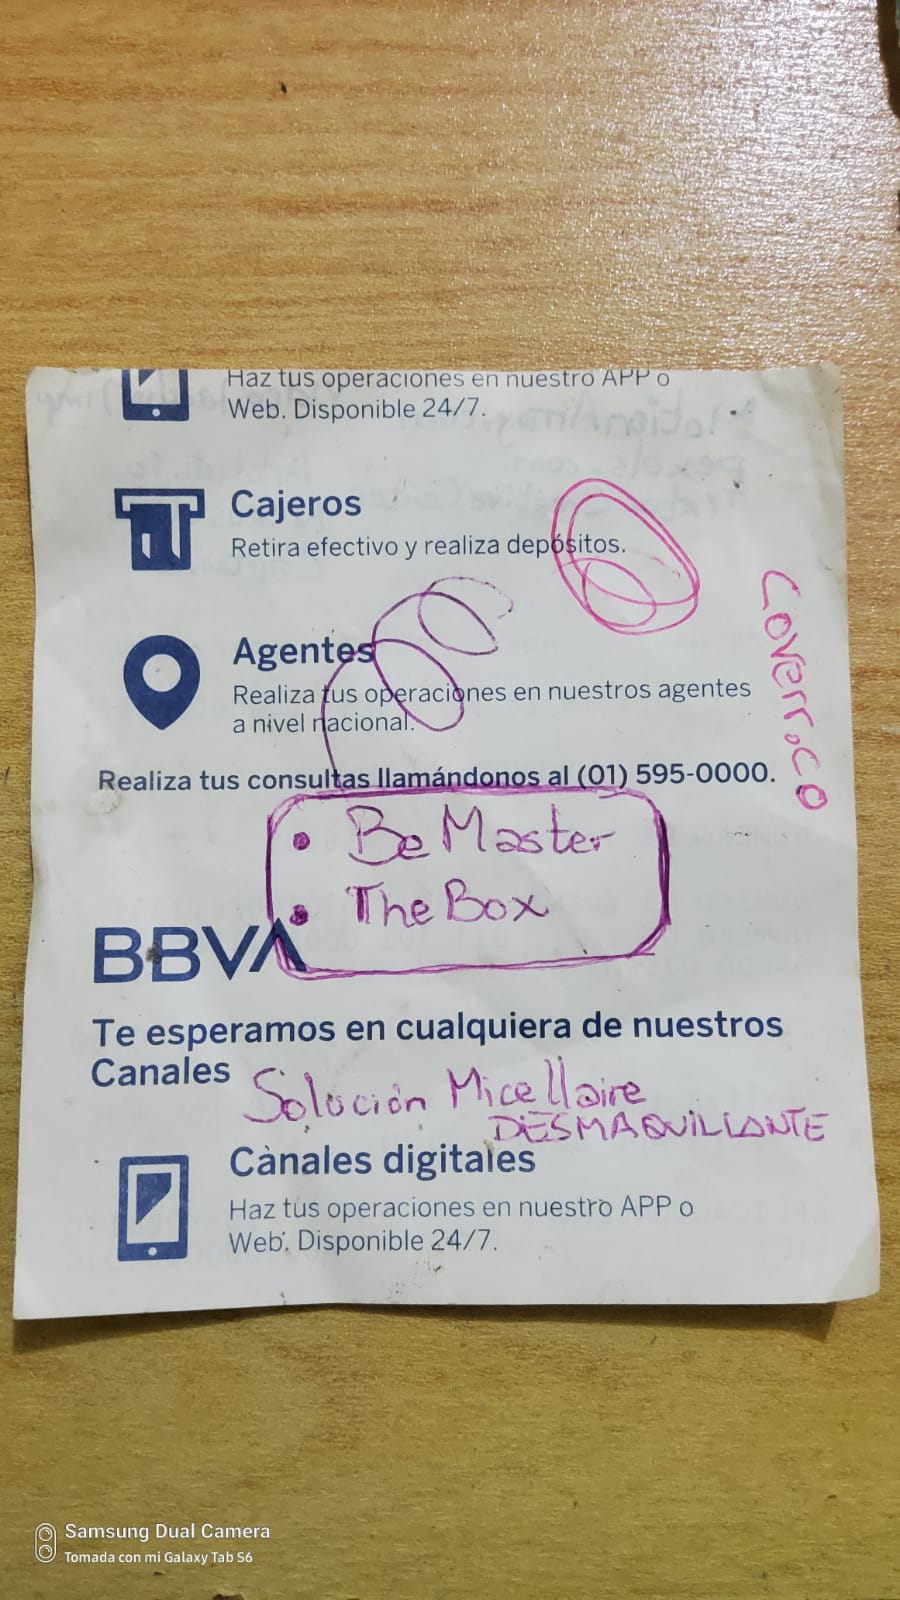 Haz tus operaciones en nuestro APP o
Web. Disponible 24/7.
Cajeros
Retira efectivo y realiza depósitos.
Agentes
Realiza tus operaciones en nuestros agentes
a nivel nacional.
Realiza tus consultas llamándonos al (01) 595-0000.
Coverr.co
• Be Master
• The Box
BBVA
Te esperamos en cualquiera de nuestros
Canales
Solución Micellaire
DESMAQUILLANTE
Canales digitales
Haz tus operaciones en nuestro APP o
Web. Disponible 24/7.
Samsung Dual Camera
Tomada con mi Galaxy Tab S6